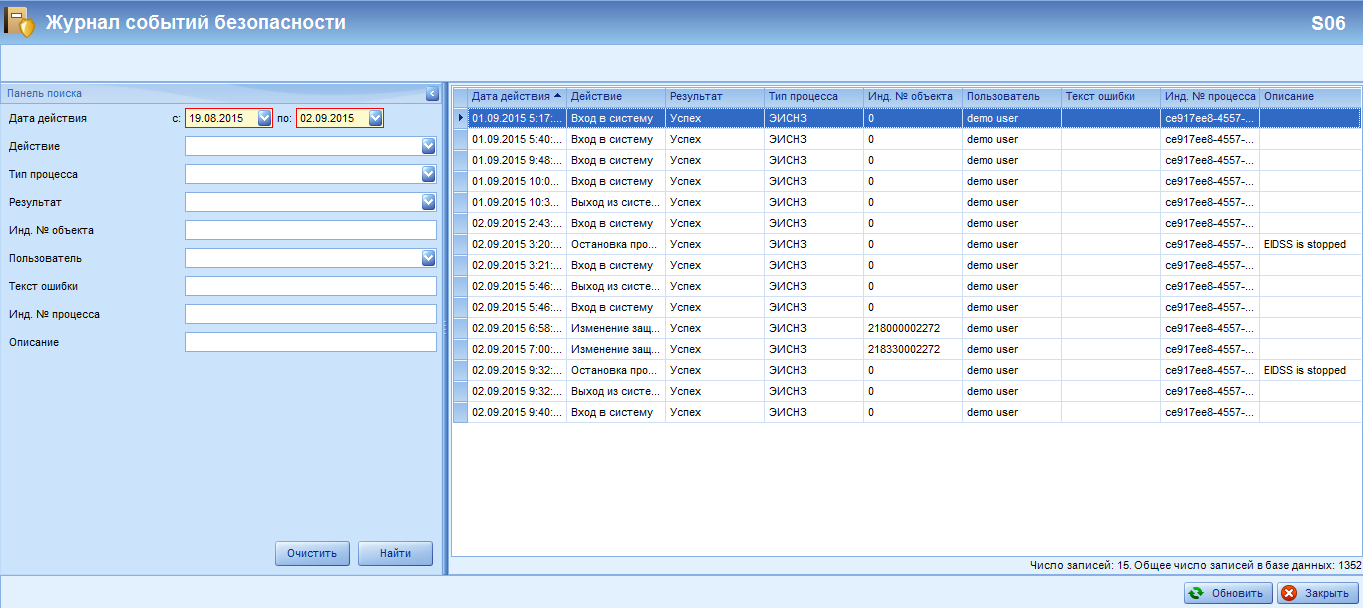 Журнал событий безопасности S06
Панель поиска
Дата действия с: 19.08.2015 по: 02.09.2015
Действие
Тип процесса
Результат
Инд. № объекта
Пользователь
Текст ошибки
Инд. № процесса
Описание
Очистить Найти
Дата действия Действие Результат Тип процесса Инд. № объекта Пользователь Текст ошибки Инд. № процесса Описание
01.09.2015 5:17:... Вход в систему Успех ЭИСНЗ 0 demo user ce917ee8-4557-...
01.09.2015 5:40:... Вход в систему Успех ЭИСНЗ 0 demo user ce917ee8-4557-...
01.09.2015 9:48:... Вход в систему Успех ЭИСНЗ 0 demo user ce917ee8-4557-...
01.09.2015 10:0... Вход в систему Успех ЭИСНЗ 0 demo user ce917ee8-4557-...
01.09.2015 10:3... Выход из систе... Успех ЭИСНЗ 0 demo user ce917ee8-4557-...
02.09.2015 2:43:... Вход в систему Успех ЭИСНЗ 0 demo user ce917ee8-4557-...
02.09.2015 3:20:... Остановка про... Успех ЭИСНЗ 0 demo user ce917ee8-4557-... EIDSS is stopped
02.09.2015 3:21:... Вход в систему Успех ЭИСНЗ 0 demo user ce917ee8-4557-...
02.09.2015 5:46:... Выход из систе... Успех ЭИСНЗ 0 demo user ce917ee8-4557-...
02.09.2015 5:46:... Вход в систему Успех ЭИСНЗ 0 demo user ce917ee8-4557-...
02.09.2015 6:58:... Изменение защ... Успех ЭИСНЗ 218000002272 demo user ce917ee8-4557-...
02.09.2015 7:00:... Изменение защ... Успех ЭИСНЗ 218330002272 demo user ce917ee8-4557-...
02.09.2015 9:32:... Остановка про... Успех ЭИСНЗ 0 demo user ce917ee8-4557-... EIDSS is stopped
02.09.2015 9:32:... Выход из систе... Успех ЭИСНЗ 0 demo user ce917ee8-4557-...
02.09.2015 9:40:... Вход в систему Успех ЭИСНЗ 0 demo user ce917ee8-4557-...
Число записей: 15. Общее число записей в базе данных: 1352
Обновить Закрыть